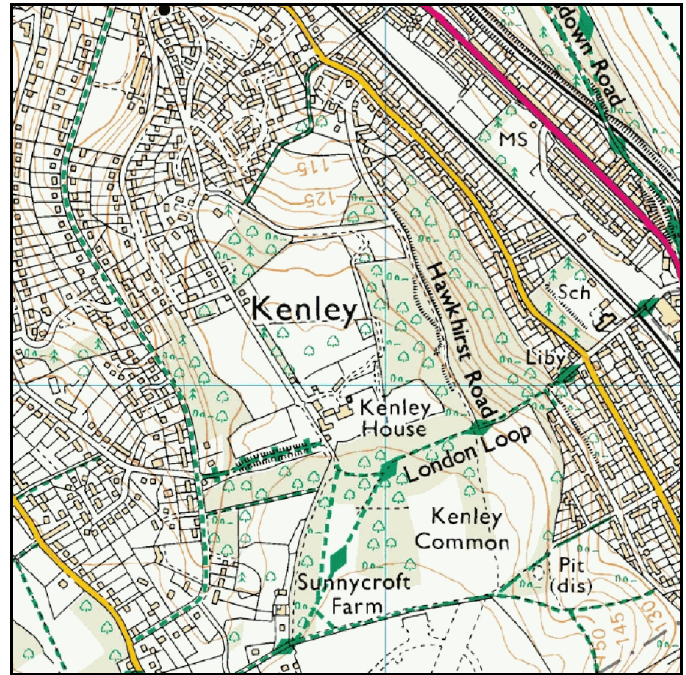 down Road
MS
115
125
Hawkhirst Road
Sch
Kenley
Liby
Kenley
House
London Loop
Kenley
Common
Pit
(dis)
Sunnycroft
Farm
130
145
150